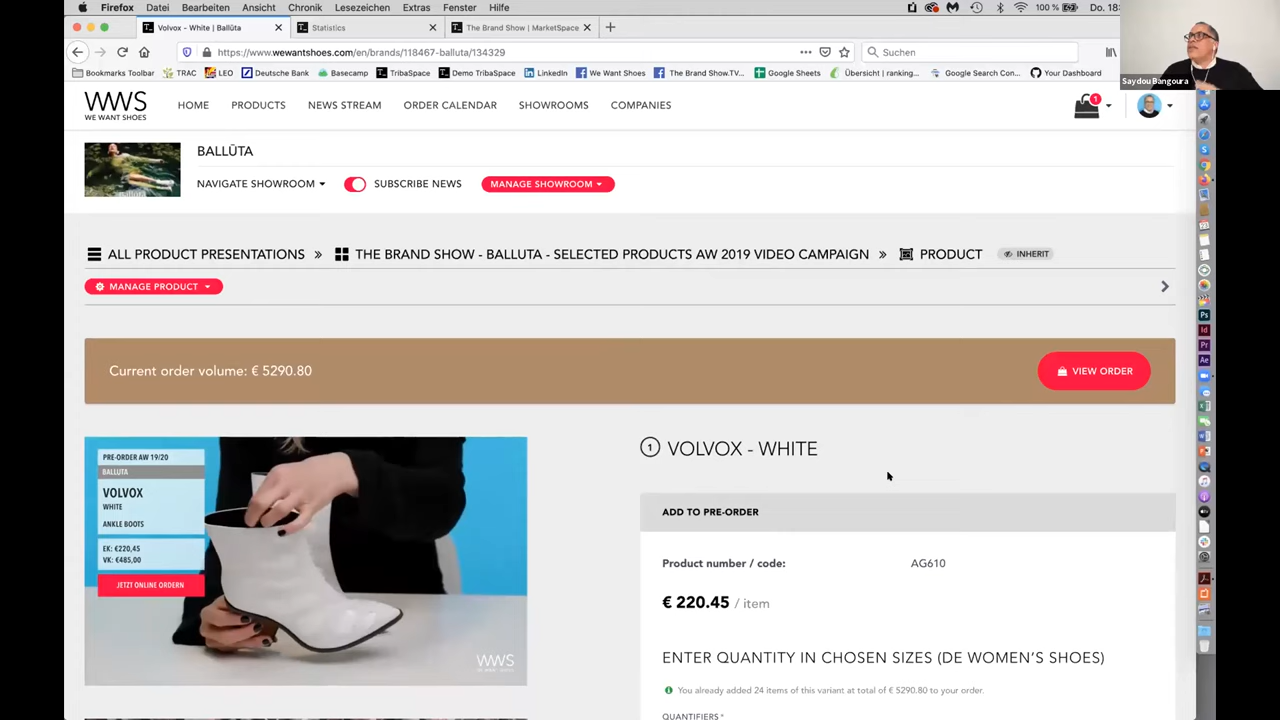 Firefox Datei Bearbeiten Ansicht Chronik Lesezeichen Extras Fenster Hilfe 100 % Do. 18:
Volvox - White | Ballūta Statistics The Brand Show | MarketSpace
https://www.wewantshoes.com/en/brands/118467-balluta/134329 Suchen
Bookmarks Toolbar TRAC LEO Deutsche Bank Basecamp TribaSpace Demo TribaSpace LinkedIn We Want Shoes The Brand Show.TV... Google Sheets Übersicht | ranking... Google Search Con... Your Dashboard
Saydou Bangoura
WWS
WE WANT SHOES
HOME PRODUCTS NEWS STREAM ORDER CALENDAR SHOWROOMS COMPANIES 1
BALLŪTA
NAVIGATE SHOWROOM SUBSCRIBE NEWS MANAGE SHOWROOM
ALL PRODUCT PRESENTATIONS » THE BRAND SHOW - BALLUTA - SELECTED PRODUCTS AW 2019 VIDEO CAMPAIGN » PRODUCT INHERIT
MANAGE PRODUCT
Current order volume: € 5290.80 VIEW ORDER
PRE-ORDER AW 19/20
BALLUTA
VOLVOX
WHITE
ANKLE BOOTS
EK: €220,45
VK: €485,00
JETZT ONLINE ORDERN
WWS
WE WANT SHOES
1 VOLVOX - WHITE
ADD TO PRE-ORDER
Product number / code: AG610
€ 220.45 / item
ENTER QUANTITY IN CHOSEN SIZES (DE WOMEN'S SHOES)
You already added 24 items of this variant at total of € 5290.80 to your order.
QUANTIFIERS *